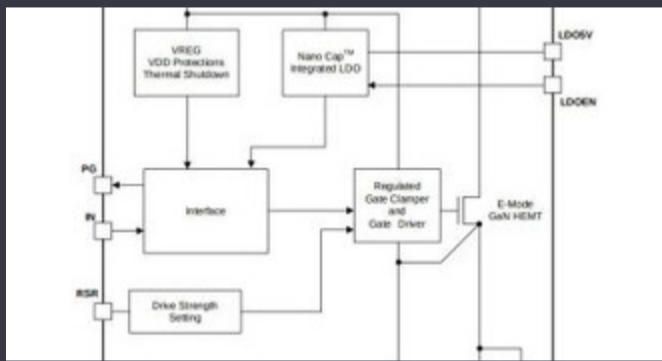 VREG
VDD Protections
Thermal Shutdown
Nano Cap™
Integrated LDO
LDO5V
LDOEN
PG
IN
Interface
Regulated
Gate Clamper
and
Gate Driver
E-Mode
GaN HEMT
RSR
Drive Strength
Setting